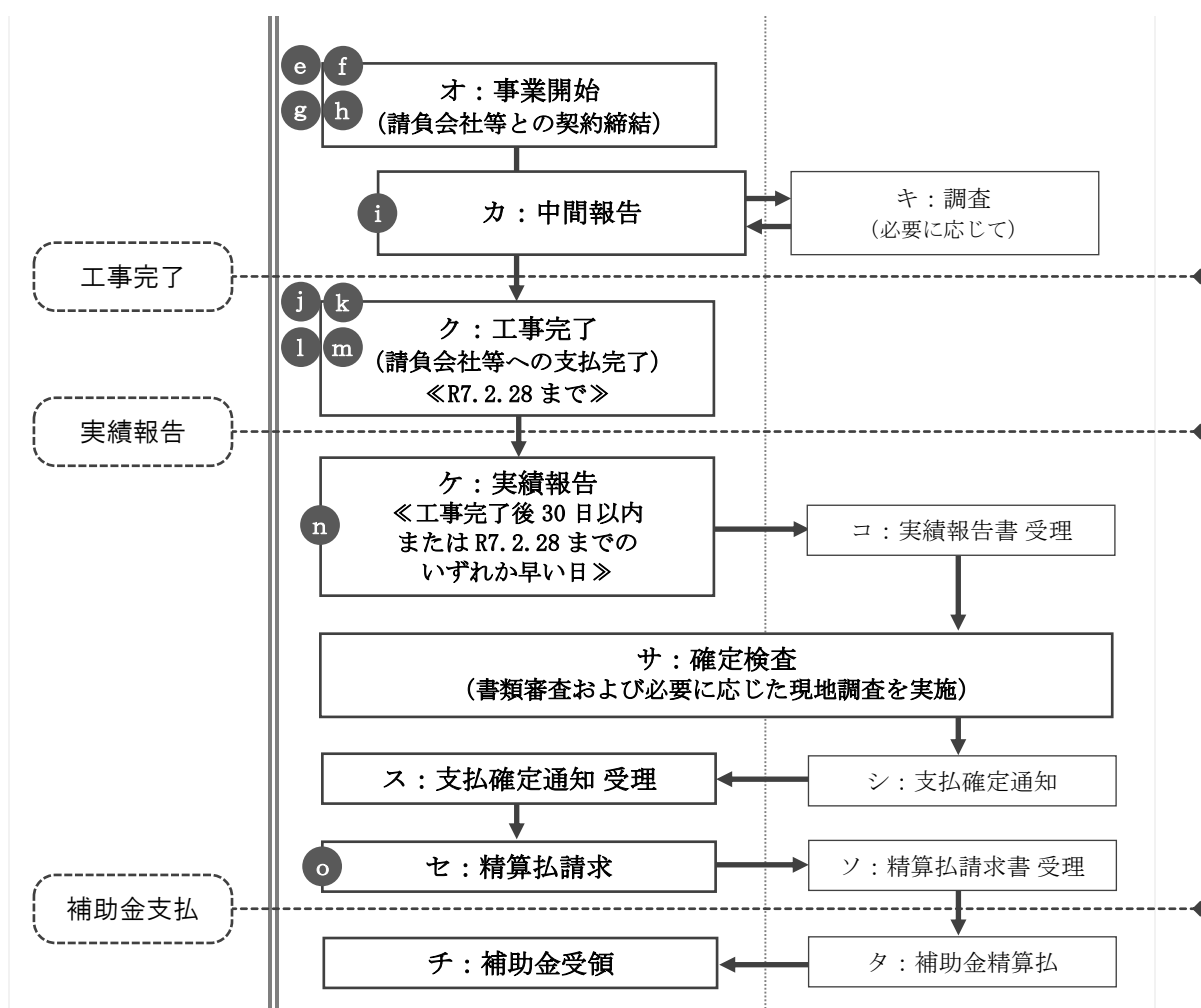 e f
g h
オ：事業開始
（請負会社等との契約締結）
i
カ：中間報告
キ：調査
（必要に応じて）
工事完了
j k
l m
ク：工事完了
（請負会社等への支払完了）
≪R7.2.28 まで≫
実績報告
n
ケ：実績報告
≪工事完了後 30 日以内
または R7.2.28 までの
いずれか早い日≫
コ：実績報告書 受理
サ：確定検査
（書類審査および必要に応じた現地調査を実施）
ス：支払確定通知 受理
シ：支払確定通知
o
セ：精算払請求
ソ：精算払請求書 受理
補助金支払
チ：補助金受領
タ：補助金精算払